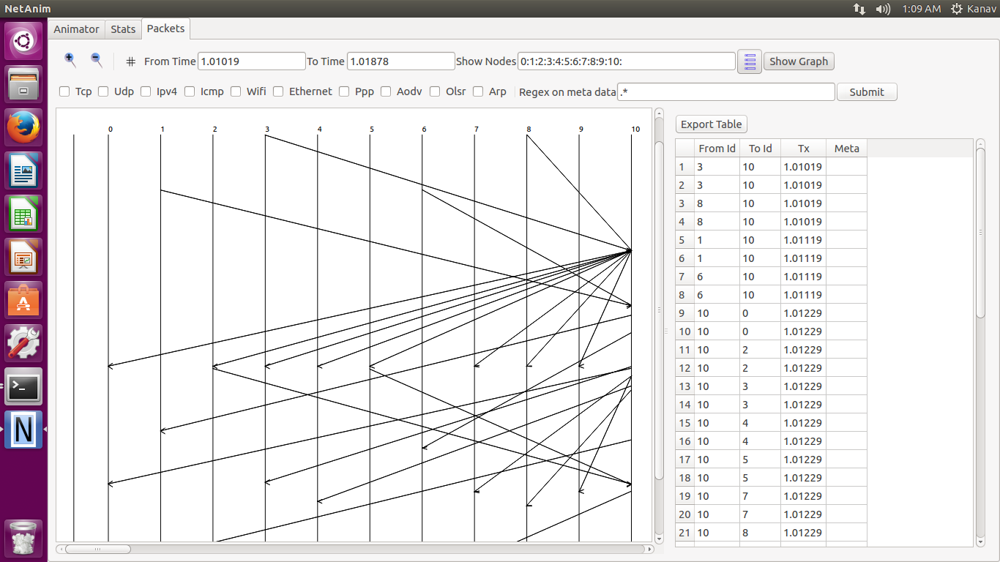 NetAnim 1:09 AM Kanav
Animator Stats Packets
# From Time 1.01019 To Time 1.01878 Show Nodes 0:1:2:3:4:5:6:7:8:9:10: Show Graph
Tcp Udp Ipv4 Icmp Wifi Ethernet Ppp Aodv Olsr Arp Regex on meta data .* Submit
0 1 2 3 4 5 6 7 8 9 10
Export Table
From Id To Id Tx Meta
1 3 10 1.01019
2 3 10 1.01019
3 8 10 1.01019
4 8 10 1.01019
5 1 10 1.01119
6 1 10 1.01119
7 6 10 1.01119
8 6 10 1.01119
9 10 0 1.01229
10 10 0 1.01229
11 10 2 1.01229
12 10 2 1.01229
13 10 3 1.01229
14 10 3 1.01229
15 10 4 1.01229
16 10 4 1.01229
17 10 5 1.01229
18 10 5 1.01229
19 10 7 1.01229
20 10 7 1.01229
21 10 8 1.01229
>_
N